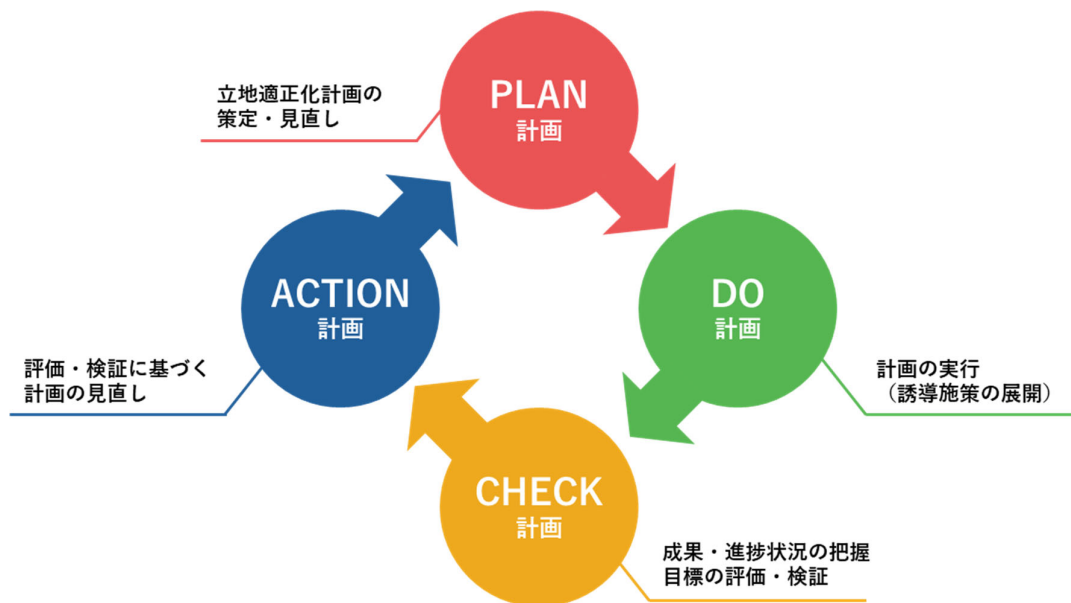 PLAN
計画
立地適正化計画の
策定・見直し
DO
計画
計画の実行
（誘導施策の展開）
CHECK
計画
成果・進捗状況の把握
目標の評価・検証
ACTION
計画
評価・検証に基づく
計画の見直し